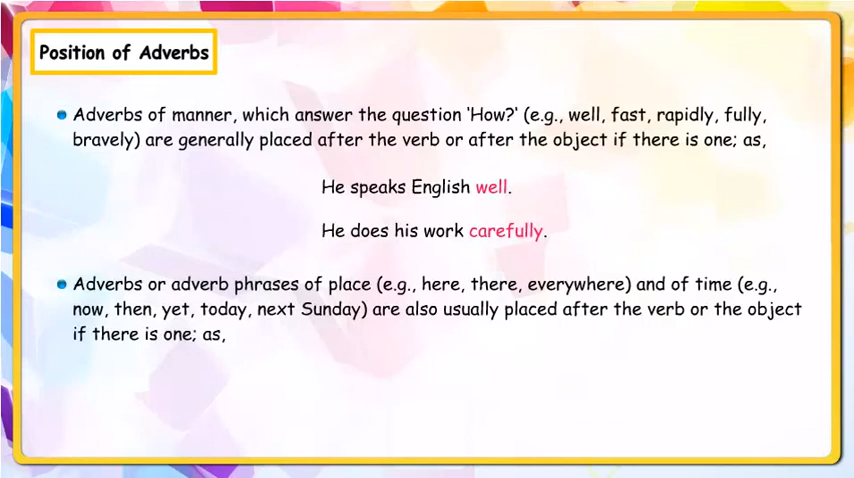 Position of Adverbs
Adverbs of manner, which answer the question 'How?' (e.g., well, fast, rapidly, fully,
bravely) are generally placed after the verb or after the object if there is one; as,
He speaks English well.
He does his work carefully.
Adverbs or adverb phrases of place (e.g., here, there, everywhere) and of time (e.g.,
now, then, yet, today, next Sunday) are also usually placed after the verb or the object
if there is one; as,